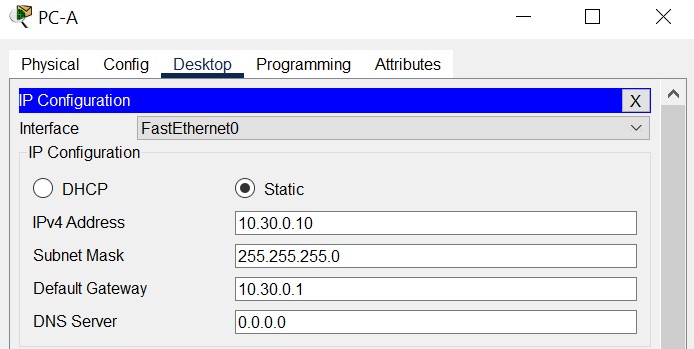 PC-A
Physical Config Desktop Programming Attributes
IP Configuration X
Interface FastEthernet0
IP Configuration
DHCP Static
IPv4 Address 10.30.0.10
Subnet Mask 255.255.255.0
Default Gateway 10.30.0.1
DNS Server 0.0.0.0